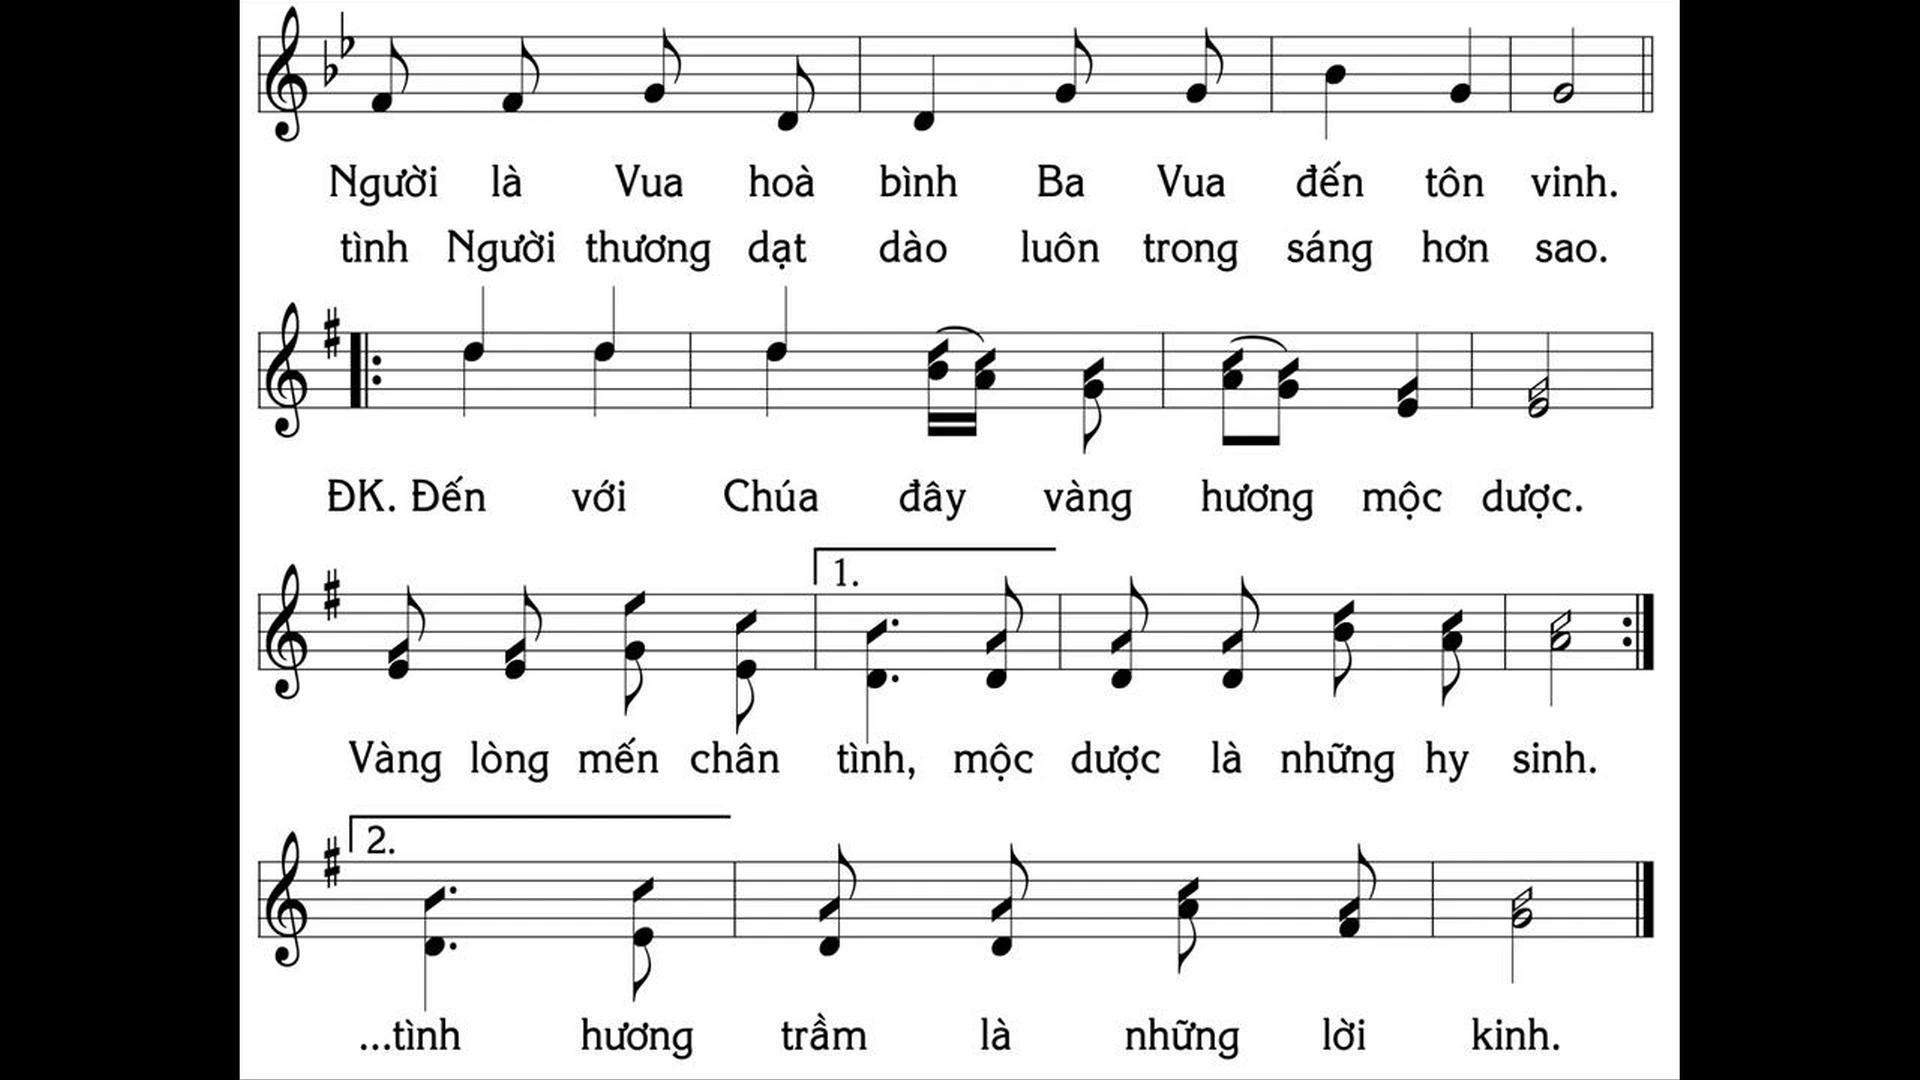 Người là Vua hoà bình Ba Vua đến tôn vinh.
tình Người thương dạt dào luôn trong sáng hơn sao.
ĐK. Đến với Chúa đây vàng hương mộc dược.
1.
Vàng lòng mến chân tình, mộc dược là những hy sinh.
2.
...tình hương trầm là những lời kinh.